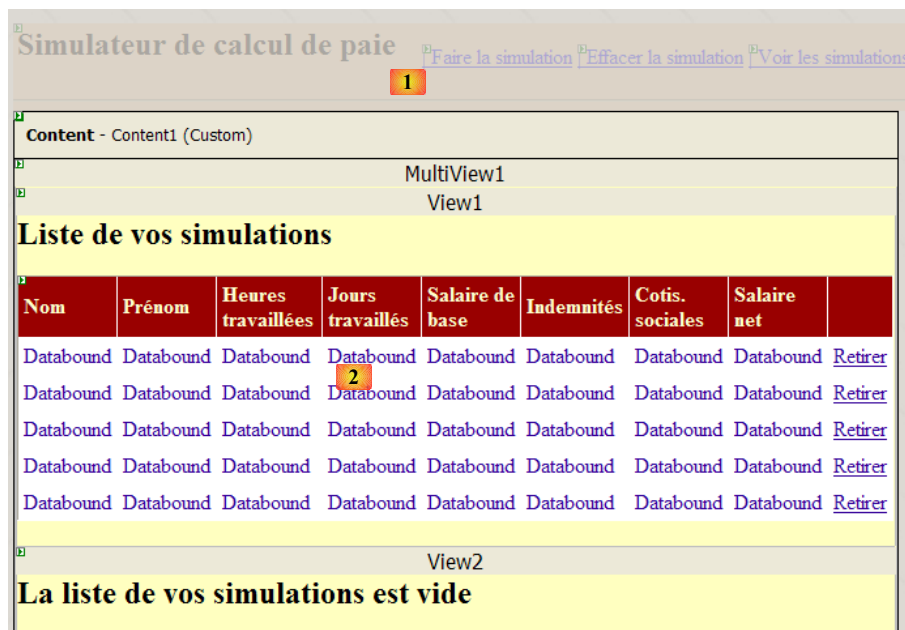 Simulateur de calcul de paie Faire la simulation Effacer la simulation Voir les simulations
1
Content - Content1 (Custom)
MultiView1
View1
Liste de vos simulations
Nom Prénom Heures travaillées Jours travaillés Salaire de base Indemnités Cotis. sociales Salaire net
Databound Databound Databound Databound Databound Databound Databound Databound Retirer
2
Databound Databound Databound Databound Databound Databound Databound Databound Retirer
Databound Databound Databound Databound Databound Databound Databound Databound Retirer
Databound Databound Databound Databound Databound Databound Databound Databound Retirer
Databound Databound Databound Databound Databound Databound Databound Databound Retirer
View2
La liste de vos simulations est vide